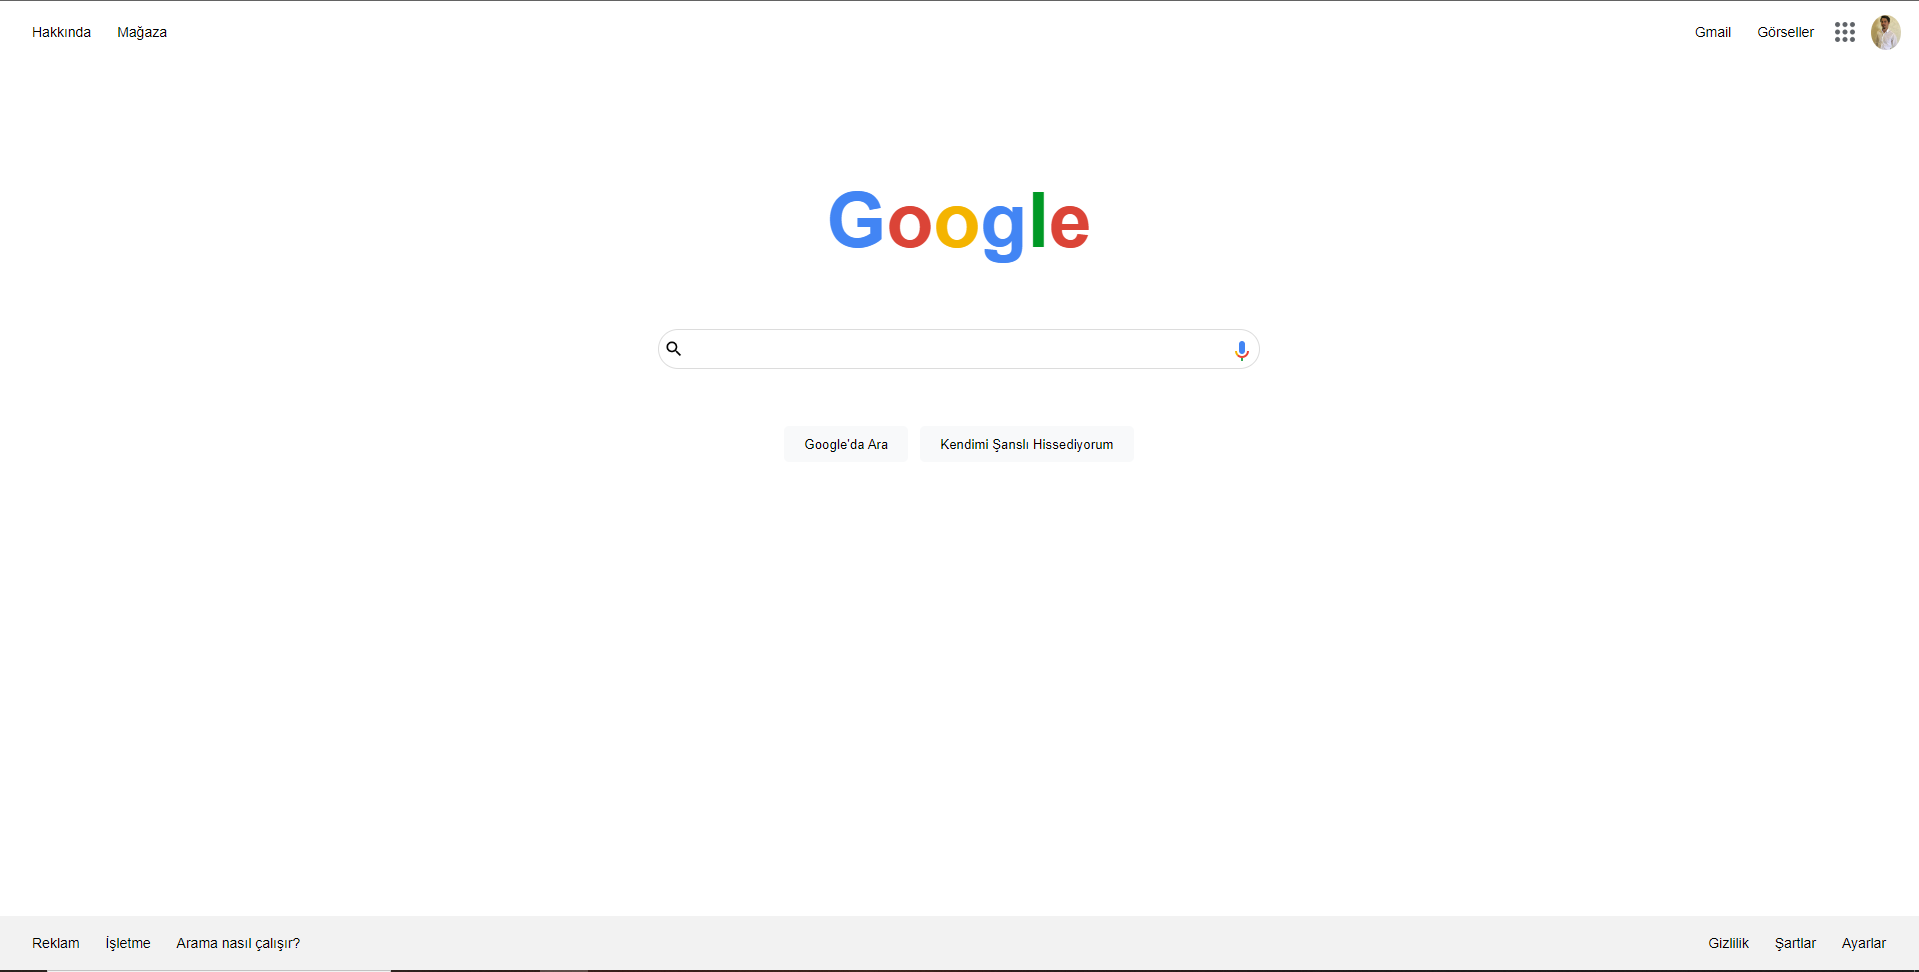 Hakkında Mağaza Gmail Görseller
Google
Google'da Ara Kendimi Şanslı Hissediyorum
Reklam İşletme Arama nasıl çalışır? Gizlilik Şartlar Ayarlar